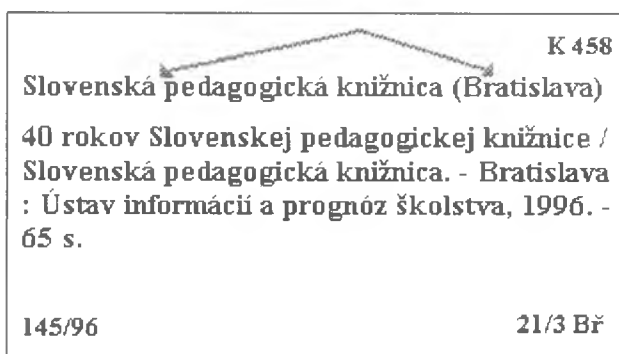 K 458
Slovenská pedagogická knižnica (Bratislava)
40 rokov Slovenskej pedagogickej knižnice /
Slovenská pedagogická knižnica. - Bratislava
: Ústav informácií a prognóz školstva, 1996. -
65 s.
145/96 21/3 Bř